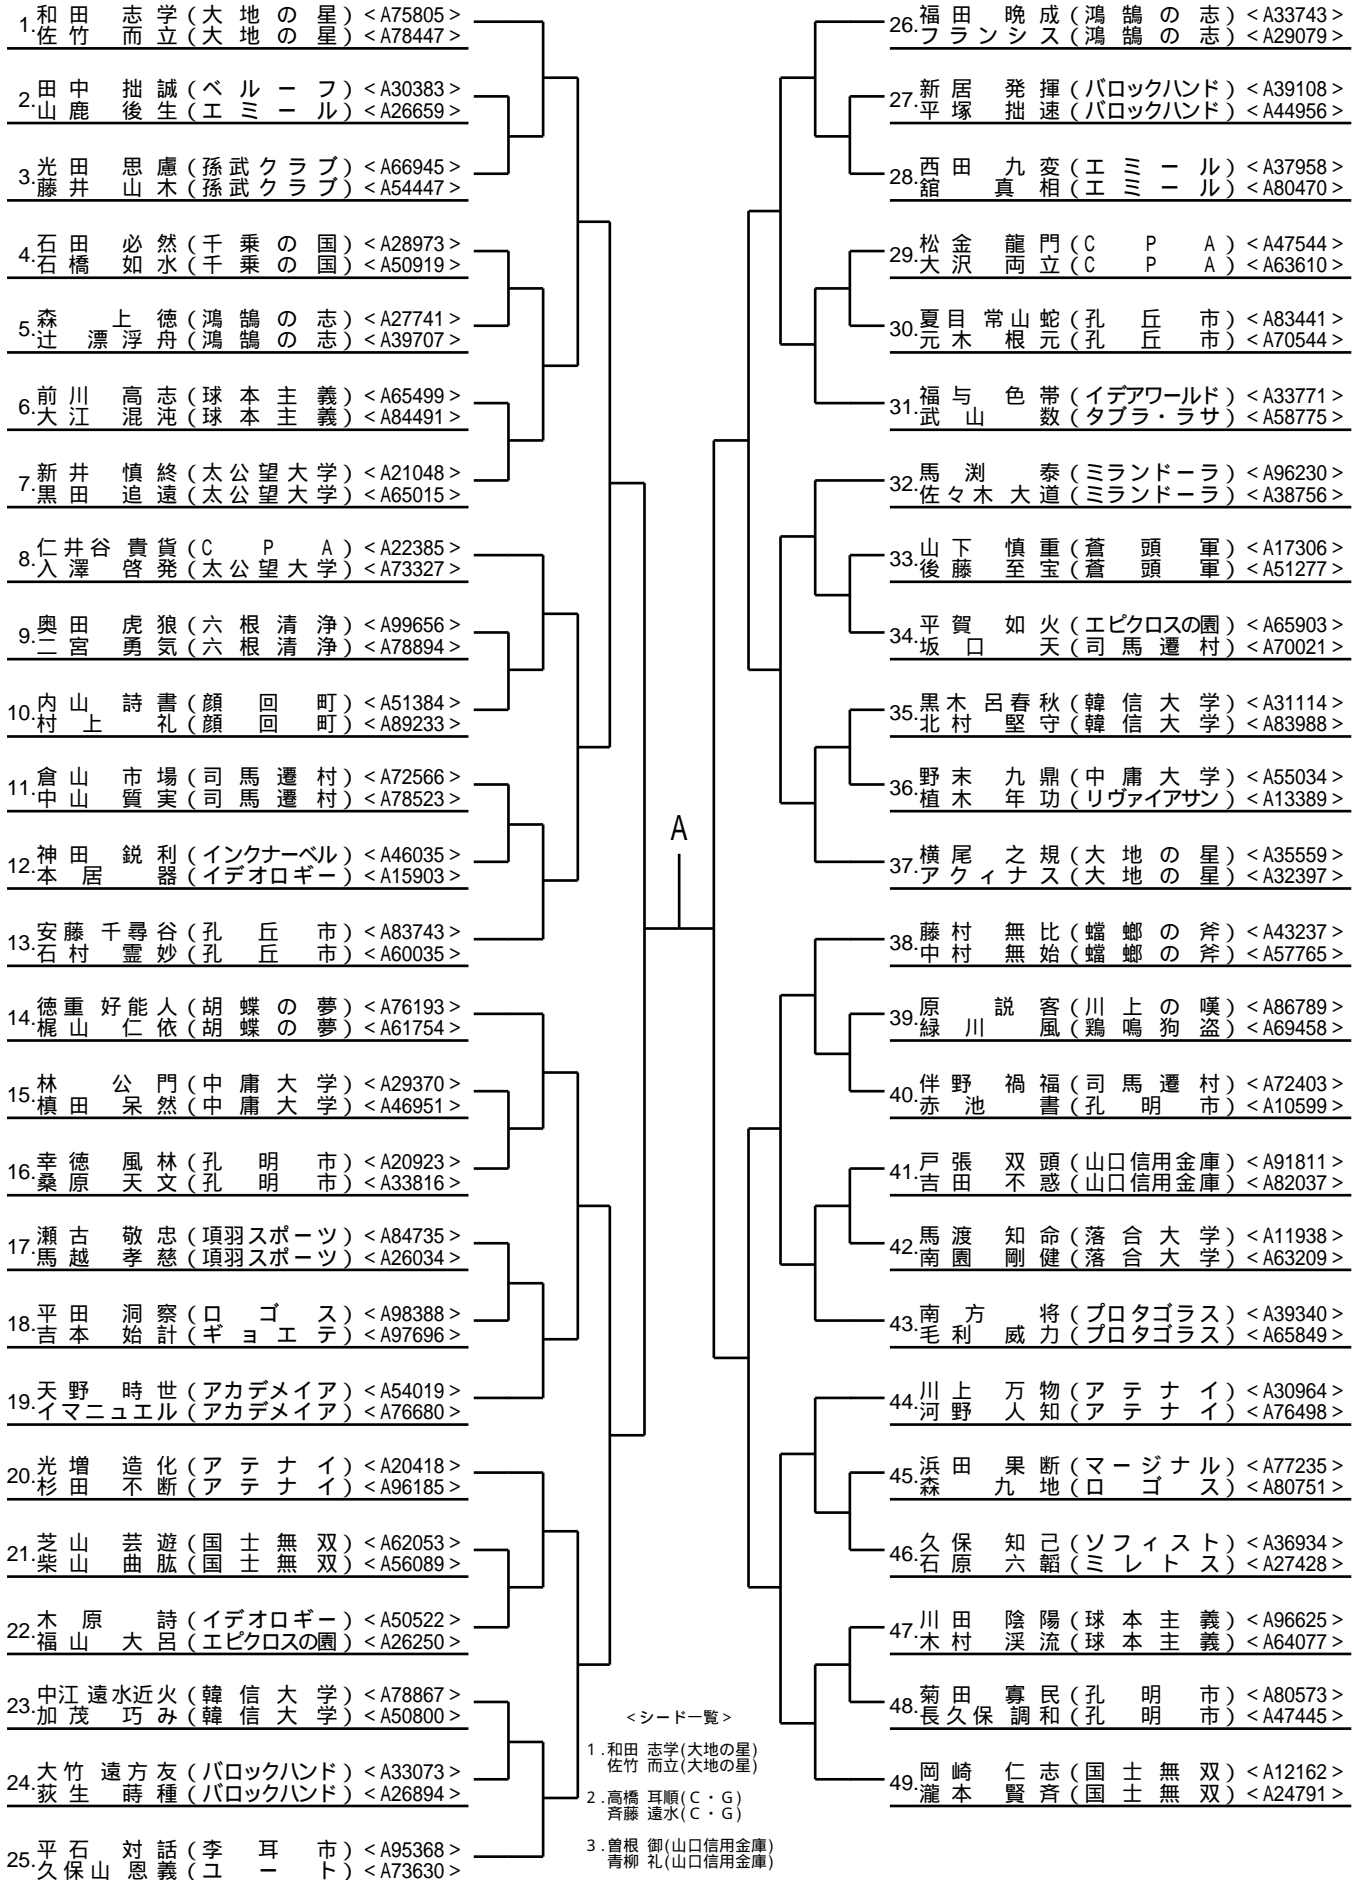 1.和田 志学(大地の星) <A75805>
佐竹 而立(大地の星) <A78447>
2.田中 拙誠(ベルーフ) <A30383>
山鹿 後生(エミール) <A26659>
3.光田 思慮(孫武クラブ) <A66945>
藤井 山木(孫武クラブ) <A54447>
4.石田 必然(千乗の国) <A28973>
石橋 如水(千乗の国) <A50919>
5.森 上徳(鴻鵠の志) <A27741>
辻 漂浮舟(鴻鵠の志) <A39707>
6.前川 高志(球本主義) <A65499>
大江 混沌(球本主義) <A84491>
7.新井 慎終(太公望大学) <A21048>
黒田 追遠(太公望大学) <A65015>
8.仁井谷 貴貨(CPA) <A22385>
入澤 啓発(太公望大学) <A73327>
9.奥田 虎狼(六根清浄) <A99656>
二宮 勇気(六根清浄) <A78894>
10.内山 詩書(顔回町) <A51384>
村上 礼(顔回町) <A89233>
11.倉山 市場(司馬遷村) <A72566>
中山 質実(司馬遷村) <A78523>
12.神田 鋭利(インクナーベル) <A46035>
本居 器(イデオロギー) <A15903>
13.安藤 千尋谷(孔丘市) <A83743>
石村 霊妙(孔丘市) <A60035>
14.徳重 好能人(胡蝶の夢) <A76193>
梶山 仁依(胡蝶の夢) <A61754>
15.林 公門(中庸大学) <A29370>
槙田 呆然(中庸大学) <A46951>
16.幸徳 風林(孔明市) <A20923>
桑原 天文(孔明市) <A33816>
17.瀬古 敬忠(項羽スポーツ) <A84735>
馬越 孝慈(項羽スポーツ) <A26034>
18.平田 洞察(ロゴス) <A98388>
吉本 始計(ギョエテ) <A97696>
19.天野 時世(アカデメイア) <A54019>
イマニュエル(アカデメイア) <A76680>
20.光増 造化(アテナイ) <A20418>
杉田 不断(アテナイ) <A96185>
21.芝山 芸遊(国士無双) <A62053>
柴山 曲肱(国士無双) <A56089>
22.木原 詩(イデオロギー) <A50522>
福山 大呂(エピクロスの園) <A26250>
23.中江 遠水近火(韓信大学) <A78867>
加茂 巧み(韓信大学) <A50800>
24.大竹 遠方友(バロックハンド) <A33073>
荻生 蒔種(バロックハンド) <A26894>
25.平石 対話(李耳市) <A95368>
久保山 恩義(ユート) <A73630>
A
<シード一覧>
1.和田 志学(大地の星)
佐竹 而立(大地の星)
2.高橋 耳順(C・G)
斉藤 遠水(C・G)
3.曽根 御(山口信用金庫)
青柳 礼(山口信用金庫)
26.福田 晩成(鴻鵠の志) <A33743>
フランシス(鴻鵠の志) <A29079>
27.新居 発揮(バロックハンド) <A39108>
平塚 拙速(バロックハンド) <A44956>
28.西田 九変(エミール) <A37958>
舘 真相(エミール) <A80470>
29.松金 龍門(CPA) <A47544>
大沢 両立(CPA) <A63610>
30.夏目 常山蛇(孔丘市) <A83441>
元木 根元(孔丘市) <A70544>
31.福与 色帯(イデアワールド) <A33771>
武山 数(タブラ・ラサ) <A58775>
32.馬渕 泰(ミランドーラ) <A96230>
佐々木 大道(ミランドーラ) <A38756>
33.山下 慎重(蒼頭軍) <A17306>
後藤 至宝(蒼頭軍) <A51277>
34.平賀 如火(エピクロスの園) <A65903>
坂口 天(司馬遷村) <A70021>
35.黒木 呂春秋(韓信大学) <A31114>
北村 堅守(韓信大学) <A83988>
36.野末 九鼎(中庸大学) <A55034>
植木 年功(リヴァイアサン) <A13389>
37.横尾 之規(大地の星) <A35559>
アクィナス(大地の星) <A32397>
38.藤村 無比(蟷螂の斧) <A43237>
中村 無始(蟷螂の斧) <A57765>
39.原 説客(川上の嘆) <A86789>
緑川 風(鶏鳴狗盗) <A69458>
40.伴野 禍福(司馬遷村) <A72403>
赤池 書(孔明市) <A10599>
41.戸張 双頭(山口信用金庫) <A91811>
吉田 不惑(山口信用金庫) <A82037>
42.馬渡 知命(落合大学) <A11938>
南園 剛健(落合大学) <A63209>
43.南方 将(プロタゴラス) <A39340>
毛利 威力(プロタゴラス) <A65849>
44.川上 万物(アテナイ) <A30964>
河野 人知(アテナイ) <A76498>
45.浜田 果断(マージナル) <A77235>
森 九地(ロゴス) <A80751>
46.久保 知己(ソフィスト) <A36934>
石原 六韜(ミレトス) <A27428>
47.川田 陰陽(球本主義) <A96625>
木村 渓流(球本主義) <A64077>
48.菊田 寡民(孔明市) <A80573>
長久保 調和(孔明市) <A47445>
49.岡崎 仁志(国士無双) <A12162>
瀧本 賢斉(国士無双) <A24791>